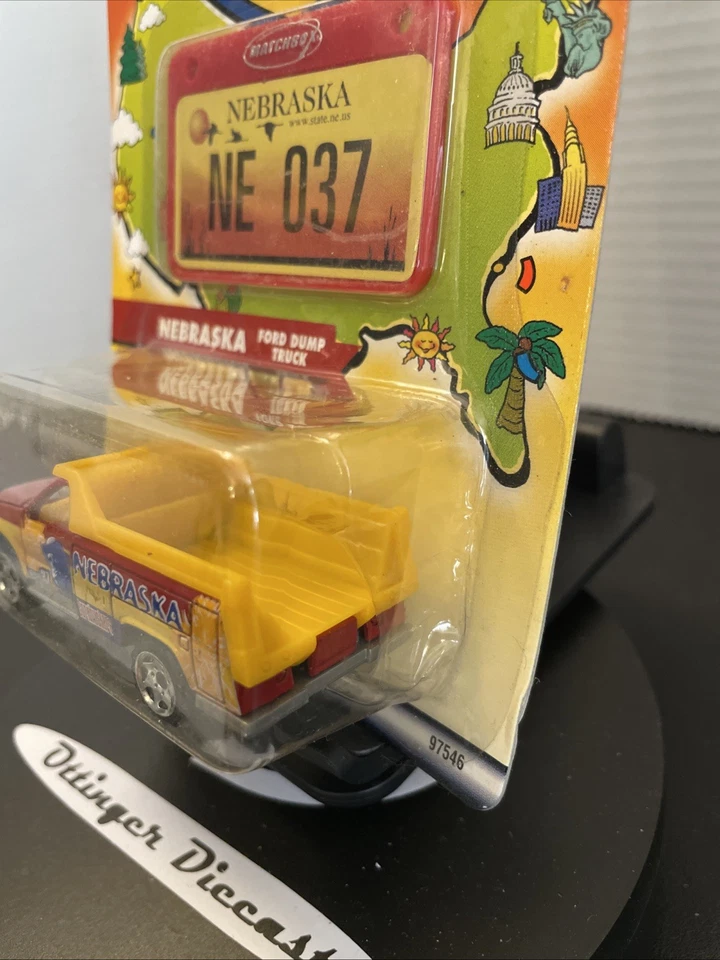 MATCHBOX
NEBRASKA
www.state.ne.us
NE 037
NEBRASKA FORD DUMP
TRUCK
NEBRASKA
97546
Ottinger Diecast